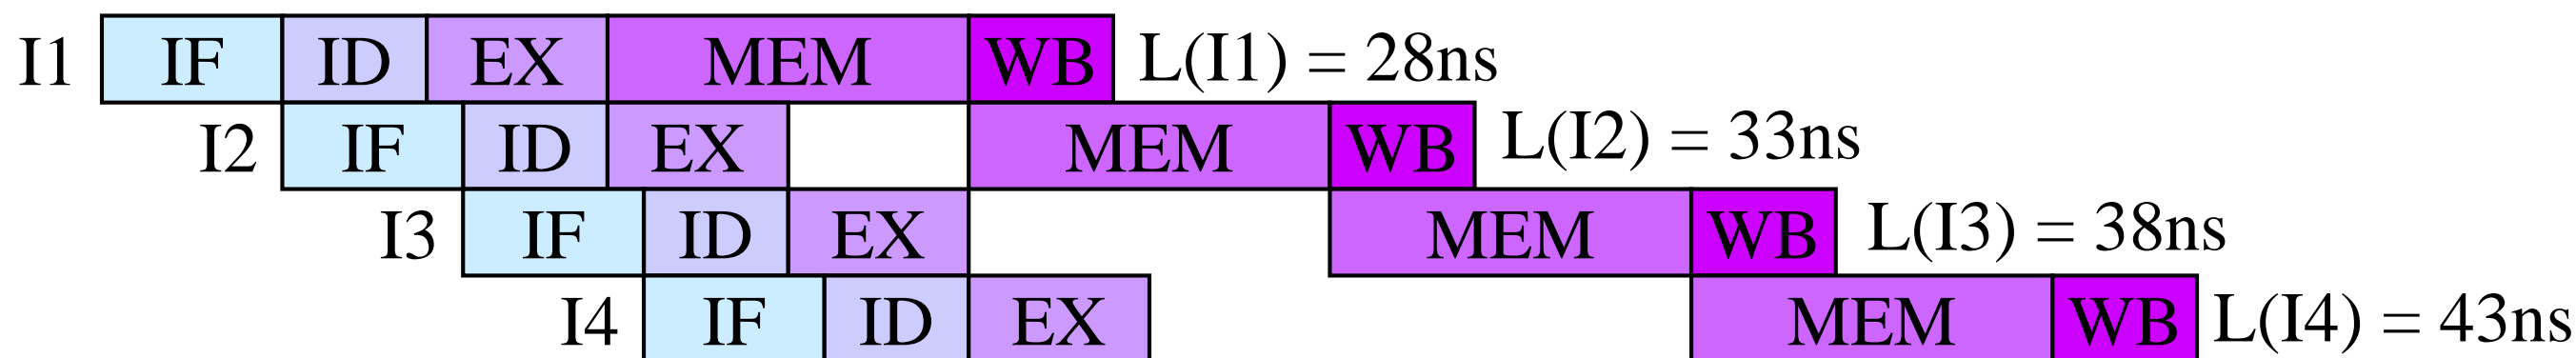 I1 IF ID EX MEM WB L(I1) = 28ns
I2 IF ID EX MEM WB L(I2) = 33ns
I3 IF ID EX MEM WB L(I3) = 38ns
I4 IF ID EX MEM WB L(I4) = 43ns